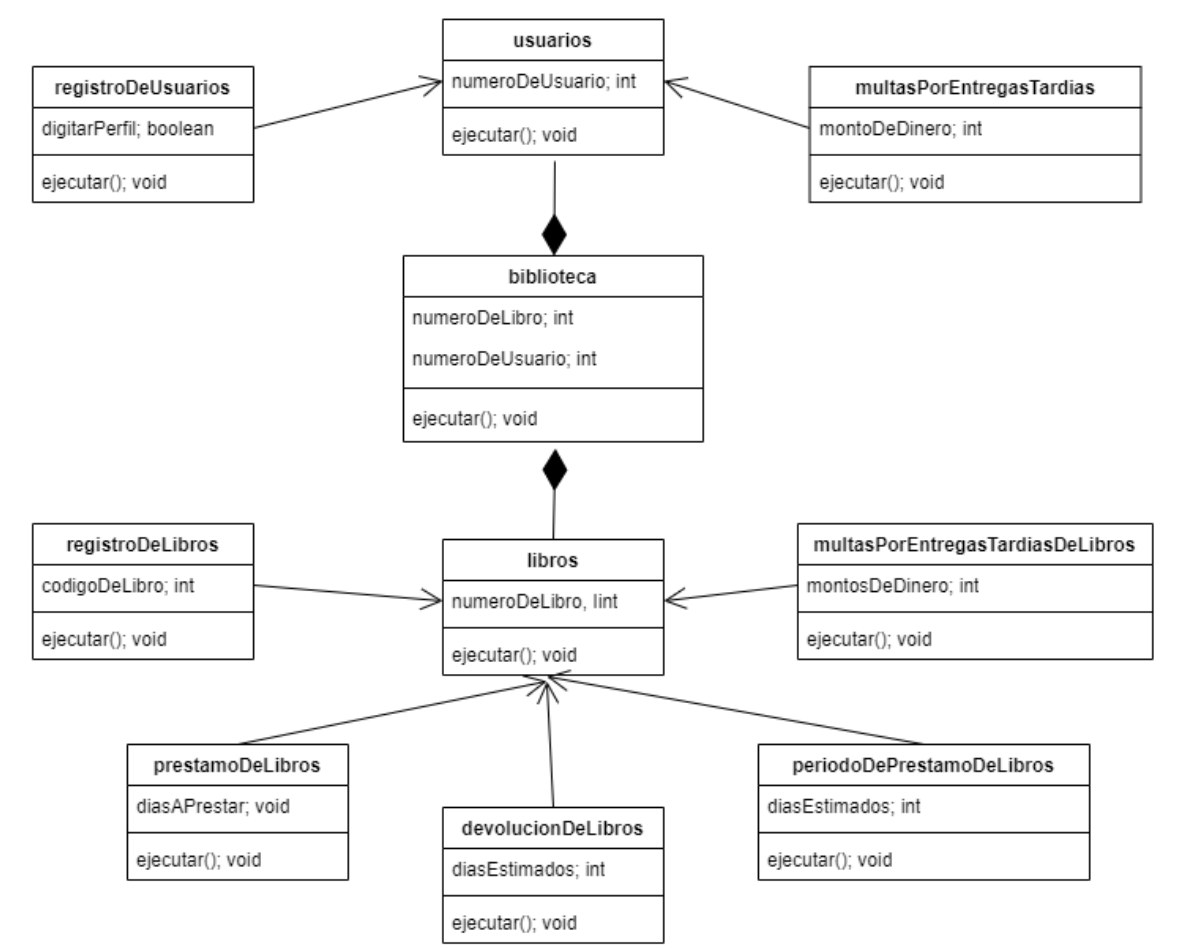 usuarios
numeroDeUsuario; int
ejecutar(); void
registroDeUsuarios
digitarPerfil; boolean
ejecutar(); void
multasPorEntregasTardias
montoDeDinero; int
ejecutar(); void
biblioteca
numeroDeLibro; int
numeroDeUsuario; int
ejecutar(); void
registroDeLibros
codigoDeLibro; int
ejecutar(); void
libros
numeroDeLibro, Iint
ejecutar(); void
multasPorEntregasTardiasDeLibros
montosDeDinero; int
ejecutar(); void
prestamoDeLibros
diasAPrestar; void
ejecutar(); void
devolucionDeLibros
diasEstimados; int
ejecutar(); void
periodoDePrestamoDeLibros
diasEstimados; int
ejecutar(); void